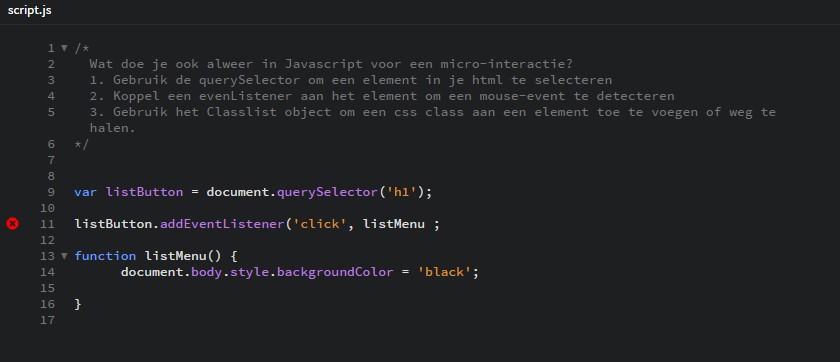 script.js
1 /*
2 Wat doe je ook alweer in Javascript voor een micro-interactie?
3 1. Gebruik de querySelector om een element in je html te selecteren
4 2. Koppel een evenListener aan het element om een mouse-event te detecteren
5 3. Gebruik het Classlist object om een css class aan een element toe te voegen of weg te
halen.
6 */
7
8
9 var listButton = document.querySelector('h1');
10
11 listButton.addEventListener('click', listMenu ;
12
13 function listMenu() {
14 document.body.style.backgroundColor = 'black';
15
16 }
17